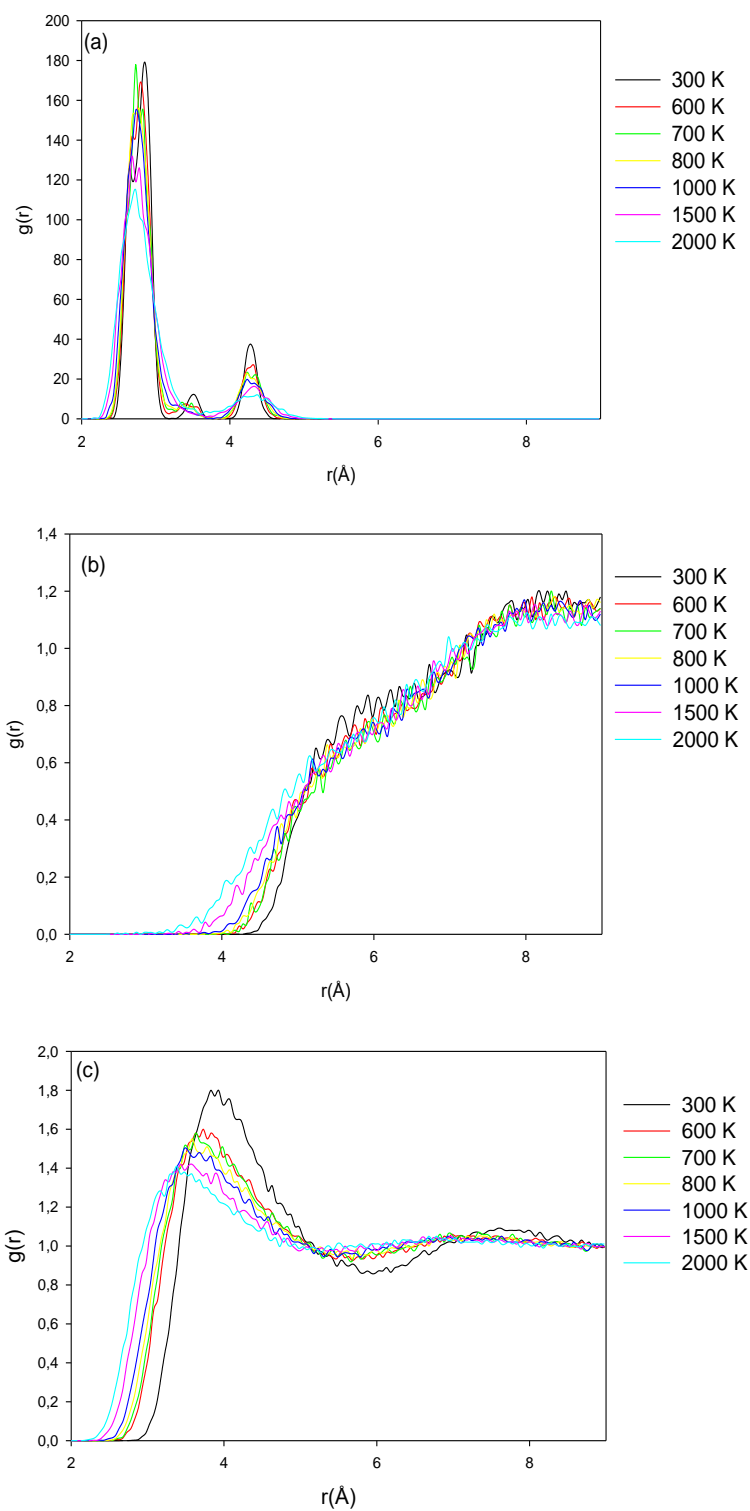 (a)
g(r)
200
180
160
140
120
100
80
60
40
20
0
2 4 6 8
r(Å)
300 K
600 K
700 K
800 K
1000 K
1500 K
2000 K
(b)
g(r)
1,4
1,2
1,0
0,8
0,6
0,4
0,2
0,0
2 4 6 8
r(Å)
300 K
600 K
700 K
800 K
1000 K
1500 K
2000 K
(c)
g(r)
2,0
1,8
1,6
1,4
1,2
1,0
0,8
0,6
0,4
0,2
0,0
2 4 6 8
r(Å)
300 K
600 K
700 K
800 K
1000 K
1500 K
2000 K